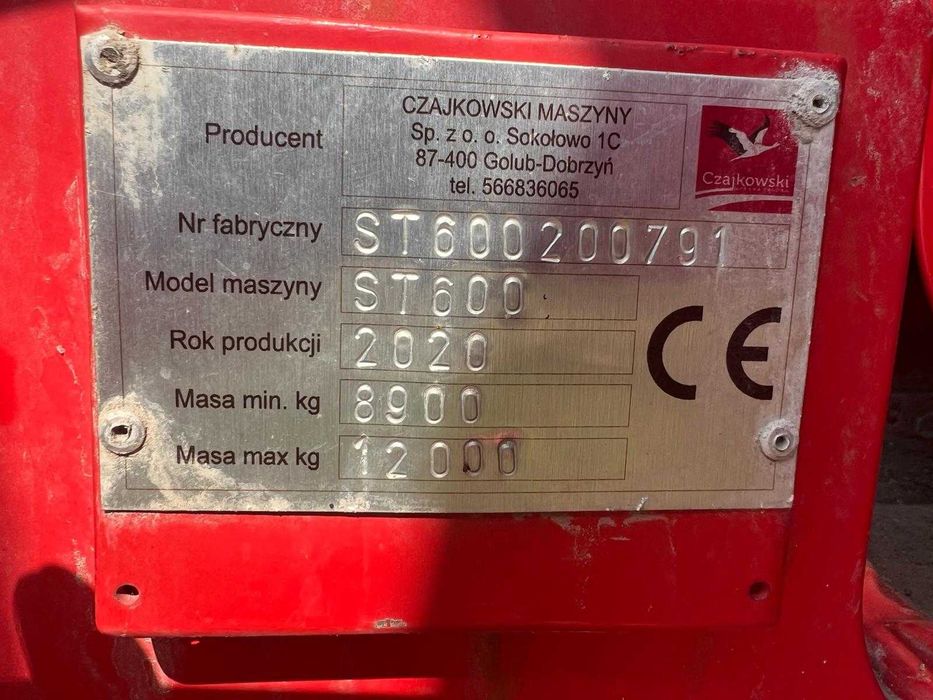 Producent
CZAJKOWSKI MASZYNY
Sp. z o. o. Sokołowo 1C
87-400 Golub-Dobrzyń
tel. 566836065
Czajkowski
Nr fabryczny ST600200791
Model maszyny ST600
Rok produkcji 2020
Masa min. kg 8900
Masa max kg 12000
CE